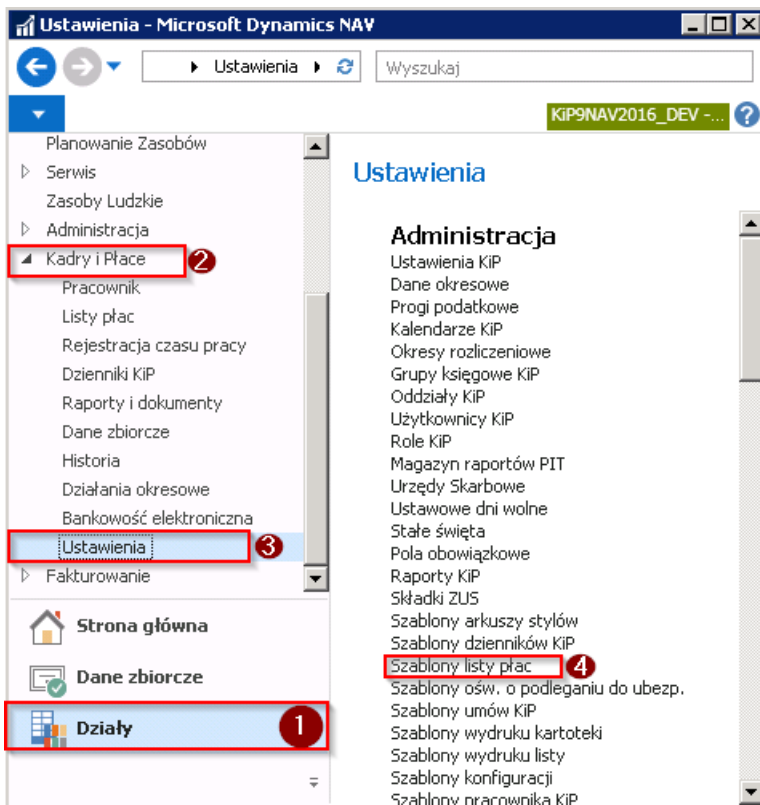 Ustawienia - Microsoft Dynamics NAV
Ustawienia
Wyszukaj
KiP9NAV2016_DEV -...
?
Planowanie Zasobów
Serwis
Zasoby Ludzkie
Administracja
Kadry i Płace
2
Pracownik
Listy płac
Rejestracja czasu pracy
Dzienniki KiP
Raporty i dokumenty
Dane zbiorcze
Historia
Działania okresowe
Bankowość elektroniczna
Ustawienia
3
Fakturowanie
Strona główna
Dane zbiorcze
Działy
1
Ustawienia
Administracja
Ustawienia KiP
Dane okresowe
Progi podatkowe
Kalendarze KiP
Okresy rozliczeniowe
Grupy księgowe KiP
Oddziały KiP
Użytkownicy KiP
Role KiP
Magazyn raportów PIT
Urzędy Skarbowe
Ustawowe dni wolne
Stałe święta
Pola obowiązkowe
Raporty KiP
Składki ZUS
Szablony arkuszy stylów
Szablony dzienników KiP
Szablony listy płac
4
Szablony ośw. o podleganiu do ubezp.
Szablony umów KiP
Szablony wydruku kartoteki
Szablony wydruku listy
Szablony konfiguracji
Szablony pracownika KiP